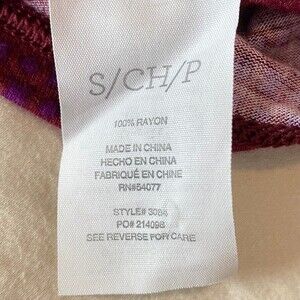 S/CH/P
100% RAYON
MADE IN CHINA
HECHO EN CHINA
FABRIQUÉ EN CHINE
RN#54077
STYLE# 3084
PO# 214098
SEE REVERSE FOR CARE